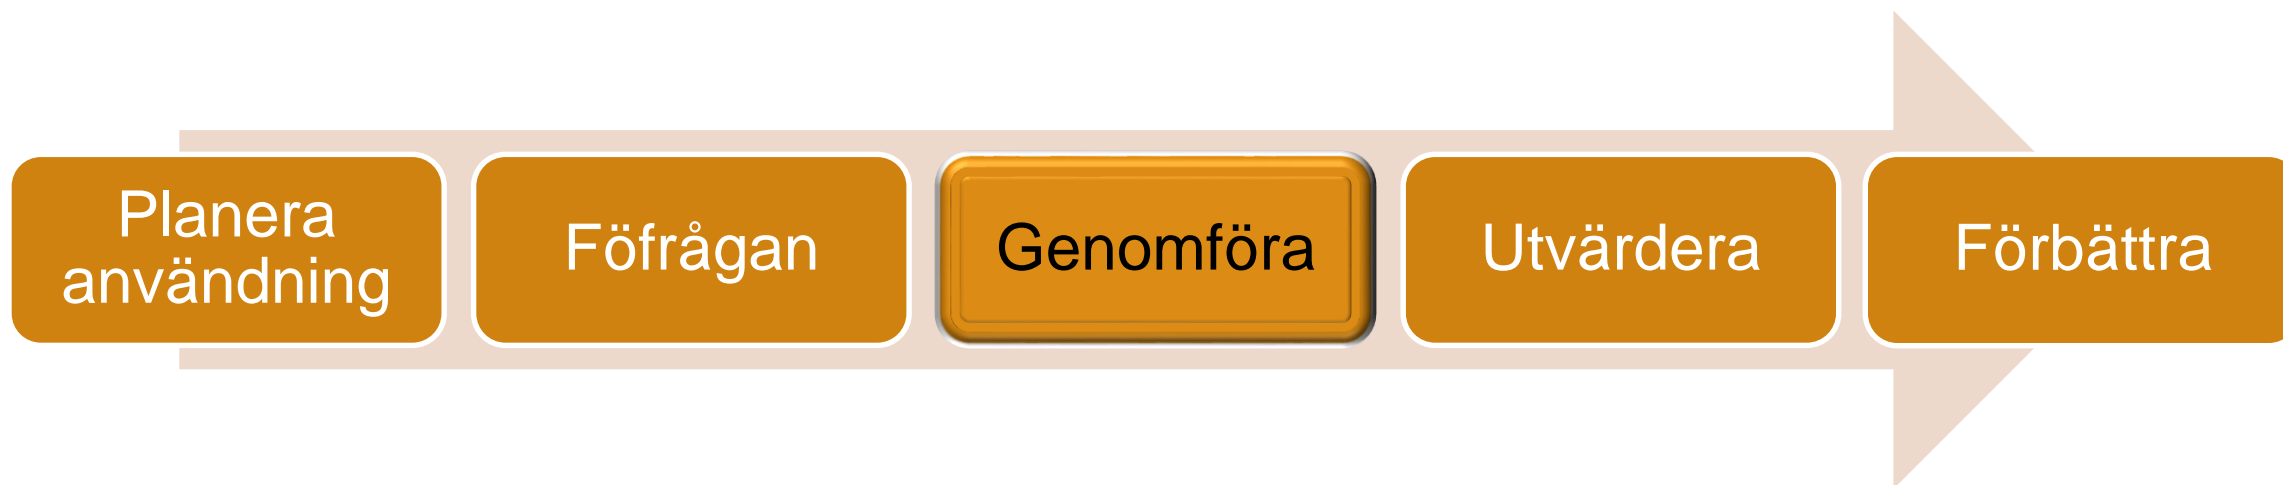 Planera
användning
Föfrågan
Genomföra
Utvärdera
Förbättra